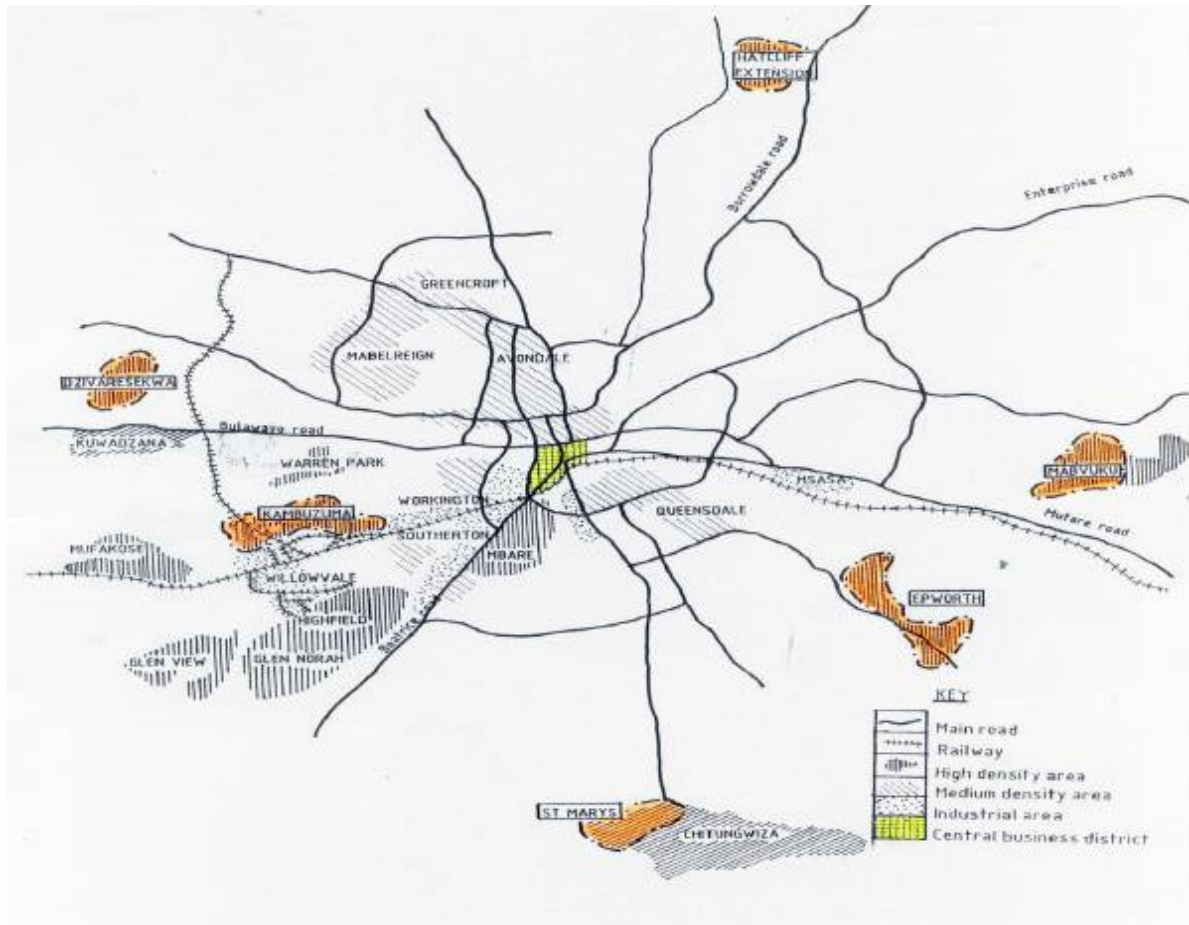 HATCLIFF
EXTENSION
Borrowdale road
Enterprise road
GREENCROFT
MABELREIGN
AVONDALE
DZIVARESEKWA
KUWADZANA
Bulawayo road
WARREN PARK
MABVUKU
MSASA
WORKINGTON
KAMBUZUMA
QUEENSDALE
Mutare road
SOUTHERTON
MUFAKOSE
MBARE
WILLOWVALE
EPWORTH
HIGHFIELD
Beatrice
GLEN VIEW
GLEN NORAH
KEY
Main road
Railway
High density area
Medium density area
Industrial area
Central business district
ST MARYS
CHITUNGWIZA